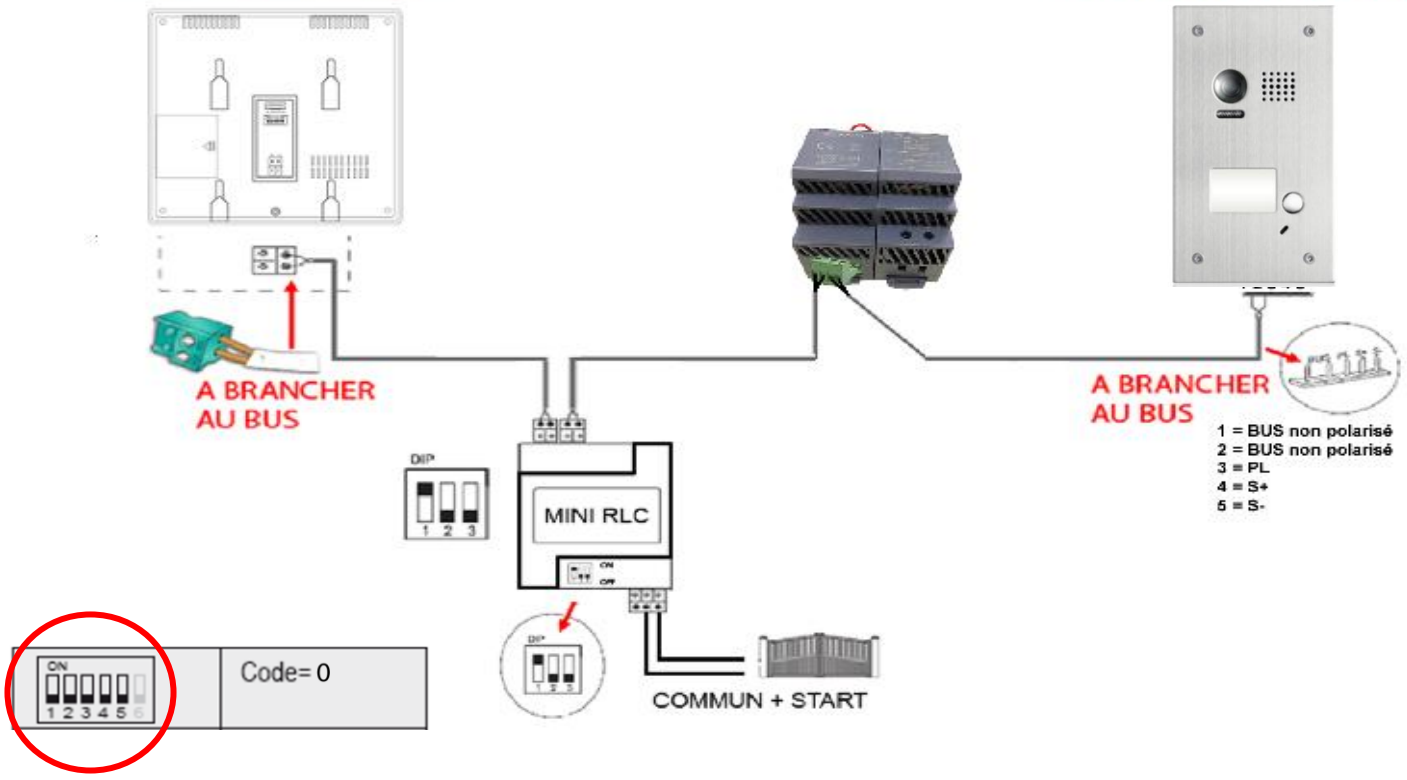 A BRANCHER
AU BUS
A BRANCHER
AU BUS
BUS
1 = BUS non polarisé
2 = BUS non polarisé
3 = PL
4 = S+
5 = S-
DIP
1 2 3
MINI RLC
ON
OFF
DIP
1 2 3
COMMUN + START
ON
1 2 3 4 5 6
Code= 0